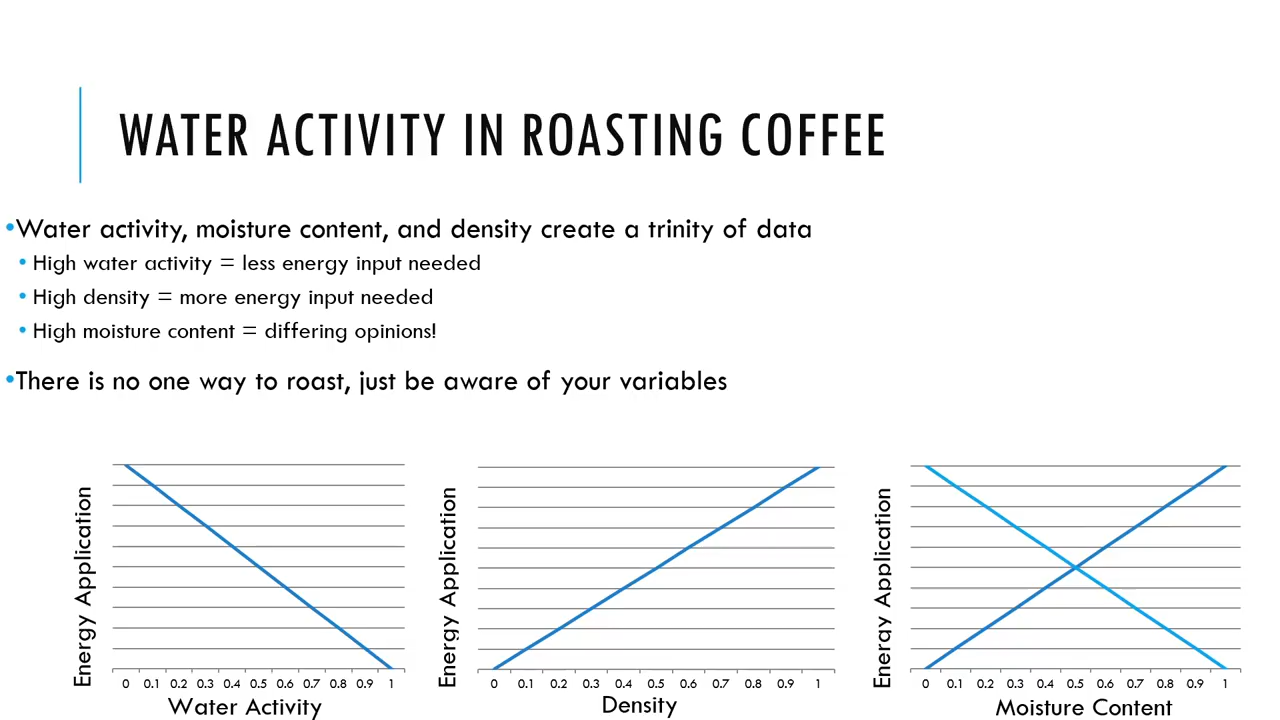 WATER ACTIVITY IN ROASTING COFFEE
•Water activity, moisture content, and density create a trinity of data
• High water activity = less energy input needed
• High density = more energy input needed
• High moisture content = differing opinions!
•There is no one way to roast, just be aware of your variables
Energy Application
0 0.1 0.2 0.3 0.4 0.5 0.6 0.7 0.8 0.9 1
Water Activity
Energy Application
0 0.1 0.2 0.3 0.4 0.5 0.6 0.7 0.8 0.9 1
Density
Energy Application
0 0.1 0.2 0.3 0.4 0.5 0.6 0.7 0.8 0.9 1
Moisture Content